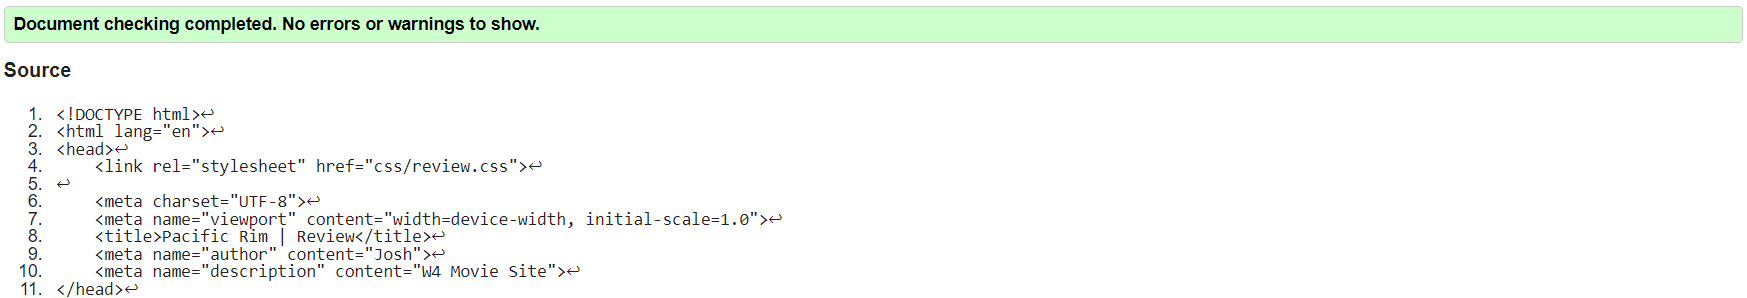 Document checking completed. No errors or warnings to show.
Source
1. <!DOCTYPE html>↩
2. <html lang="en">↩
3. <head>↩
4.     <link rel="stylesheet" href="css/review.css">↩
5. ↩
6.     <meta charset="UTF-8">↩
7.     <meta name="viewport" content="width=device-width, initial-scale=1.0">↩
8.     <title>Pacific Rim | Review</title>↩
9.     <meta name="author" content="Josh">↩
10.     <meta name="description" content="W4 Movie Site">↩
11. </head>↩